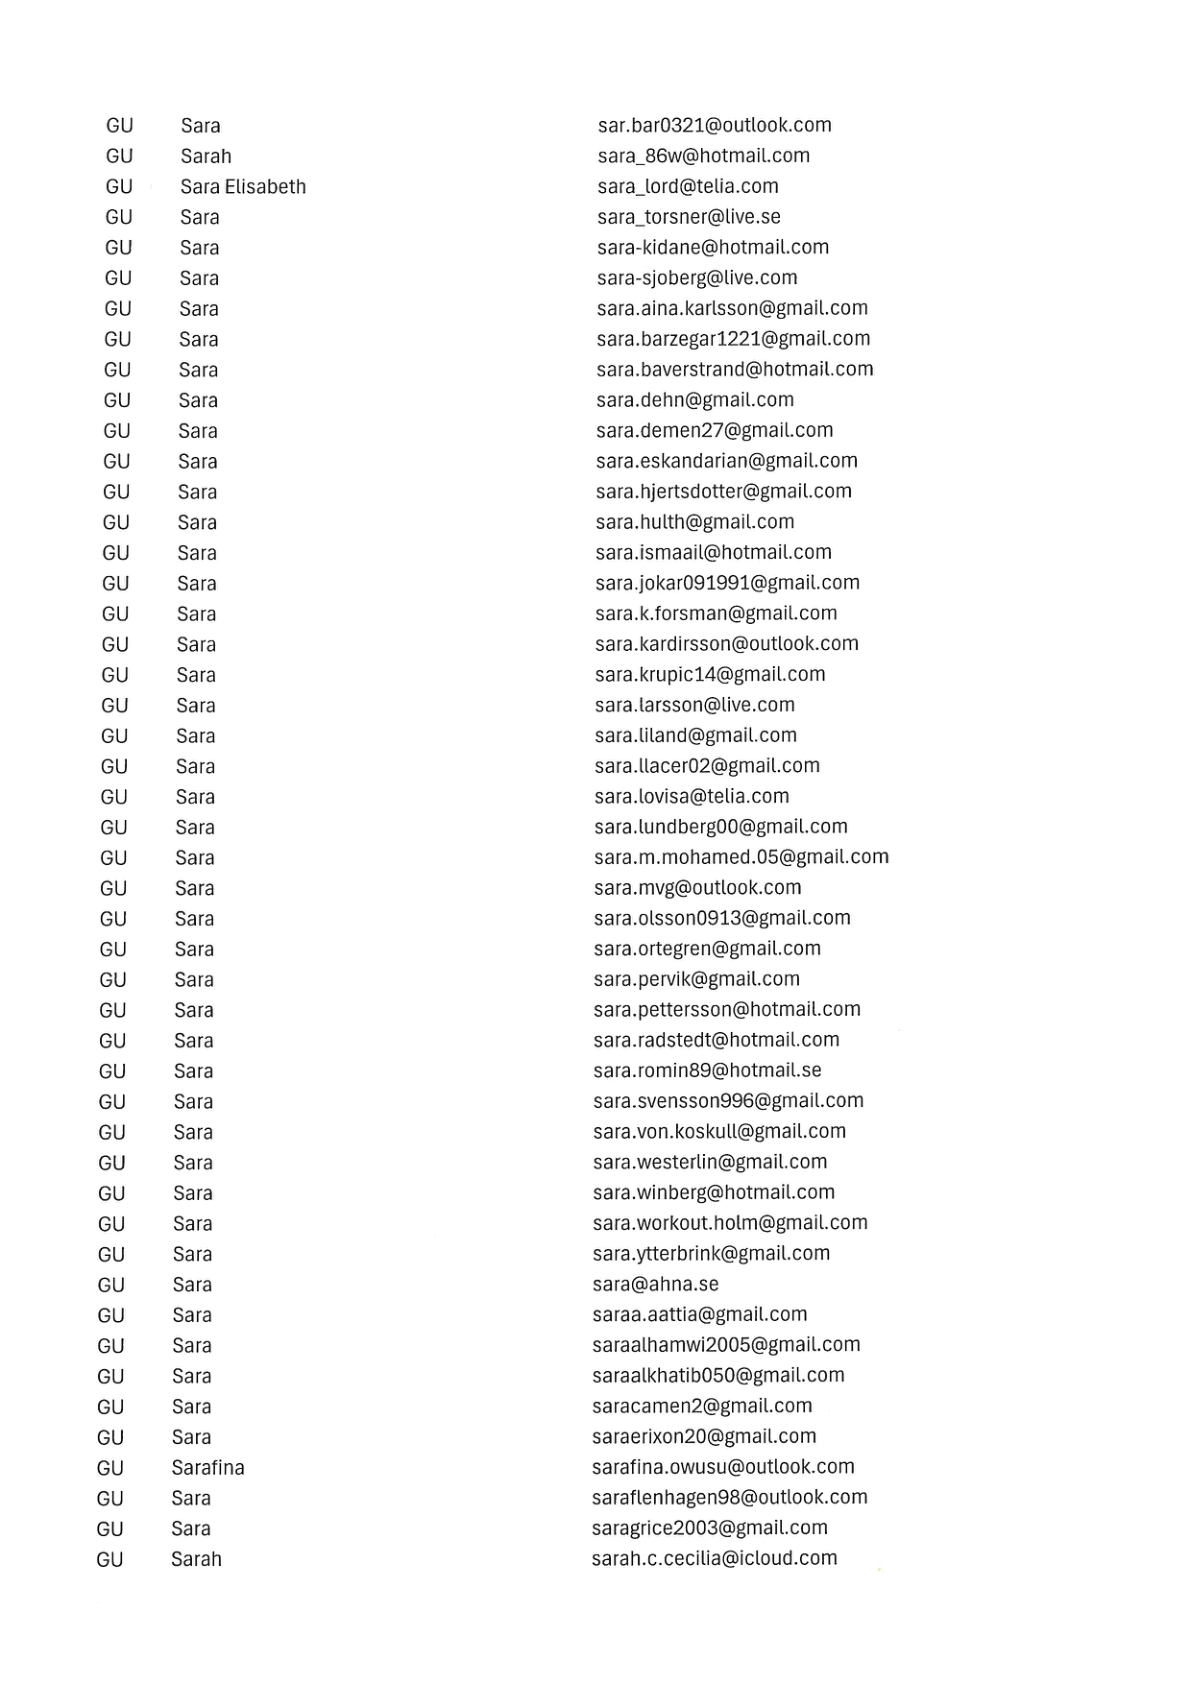 GU Sara sar.bar0321@outlook.com
GU Sarah sara_86w@hotmail.com
GU Sara Elisabeth sara_lord@telia.com
GU Sara sara_torsner@live.se
GU Sara sara-kidane@hotmail.com
GU Sara sara-sjoberg@live.com
GU Sara sara.aina.karlsson@gmail.com
GU Sara sara.barzegar1221@gmail.com
GU Sara sara.baverstrand@hotmail.com
GU Sara sara.dehn@gmail.com
GU Sara sara.demen27@gmail.com
GU Sara sara.eskandarian@gmail.com
GU Sara sara.hjertsdotter@gmail.com
GU Sara sara.hulth@gmail.com
GU Sara sara.ismaail@hotmail.com
GU Sara sara.jokar091991@gmail.com
GU Sara sara.k.forsman@gmail.com
GU Sara sara.kardirsson@outlook.com
GU Sara sara.krupic14@gmail.com
GU Sara sara.larsson@live.com
GU Sara sara.liland@gmail.com
GU Sara sara.llacer02@gmail.com
GU Sara sara.lovisa@telia.com
GU Sara sara.lundberg00@gmail.com
GU Sara sara.m.mohamed.05@gmail.com
GU Sara sara.mvg@outlook.com
GU Sara sara.olsson0913@gmail.com
GU Sara sara.ortegren@gmail.com
GU Sara sara.pervik@gmail.com
GU Sara sara.pettersson@hotmail.com
GU Sara sara.radstedt@hotmail.com
GU Sara sara.romin89@hotmail.se
GU Sara sara.svensson996@gmail.com
GU Sara sara.von.koskull@gmail.com
GU Sara sara.westerlin@gmail.com
GU Sara sara.winberg@hotmail.com
GU Sara sara.workout.holm@gmail.com
GU Sara sara.ytterbrink@gmail.com
GU Sara sara@ahna.se
GU Sara saraa.aattia@gmail.com
GU Sara saraalhamwi2005@gmail.com
GU Sara saraalkhatib050@gmail.com
GU Sara saracamen2@gmail.com
GU Sara saraerixon20@gmail.com
GU Sarafina sarafina.owusu@outlook.com
GU Sara saraflenhagen98@outlook.com
GU Sara saragrice2003@gmail.com
GU Sarah sarah.c.cecilia@icloud.com